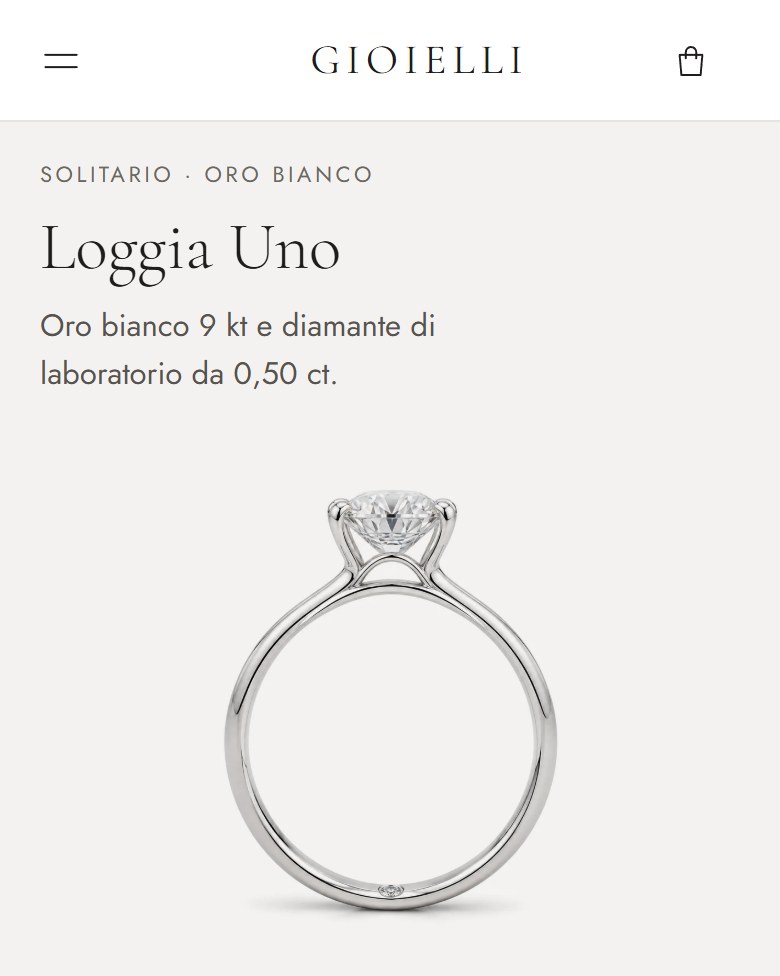 GIOIELLI
SOLITARIO · ORO BIANCO
Loggia Uno
Oro bianco 9 kt e diamante di
laboratorio da 0,50 ct.